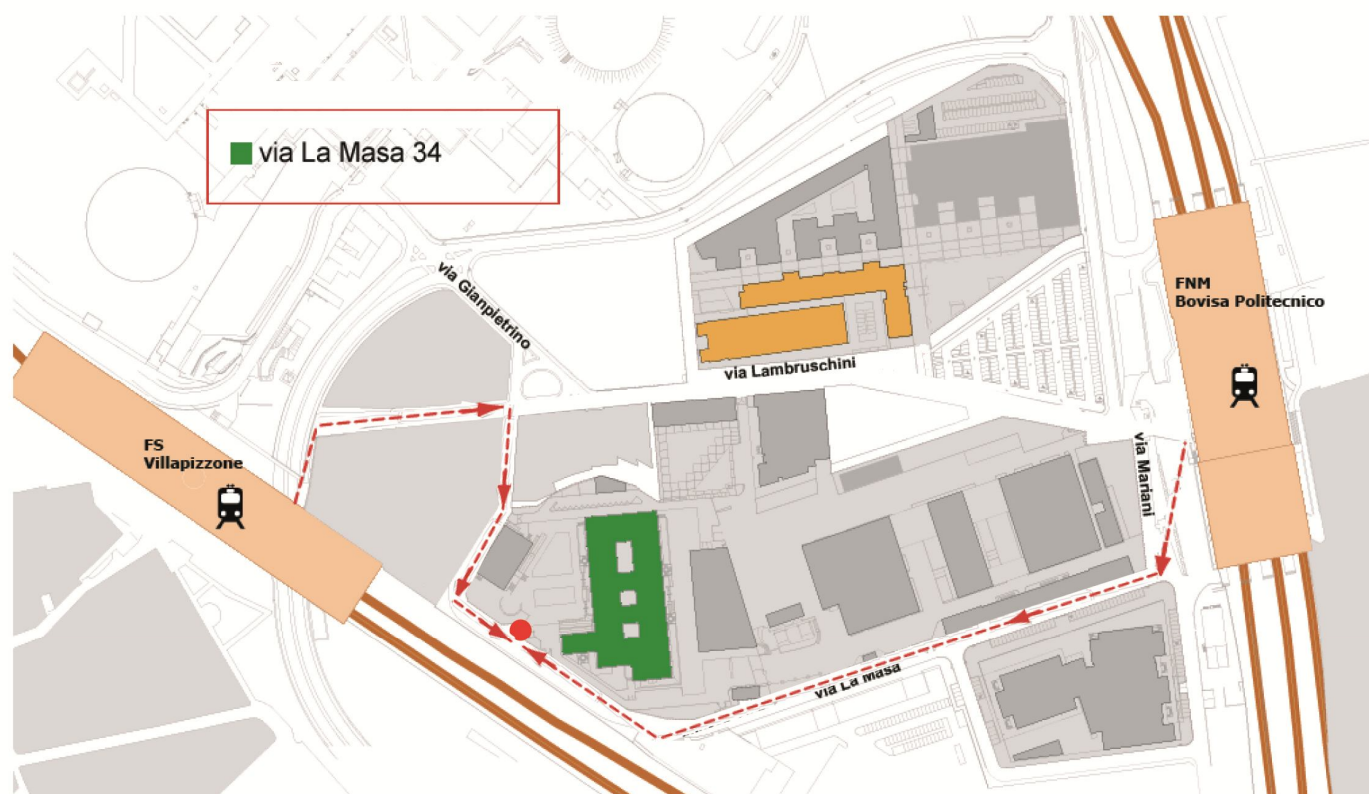 via La Masa 34
via Gianpietrino
FNM
Bovisa Politecnico
via Lambruschini
FS
Villapizzone
via Mariani
via La Masa